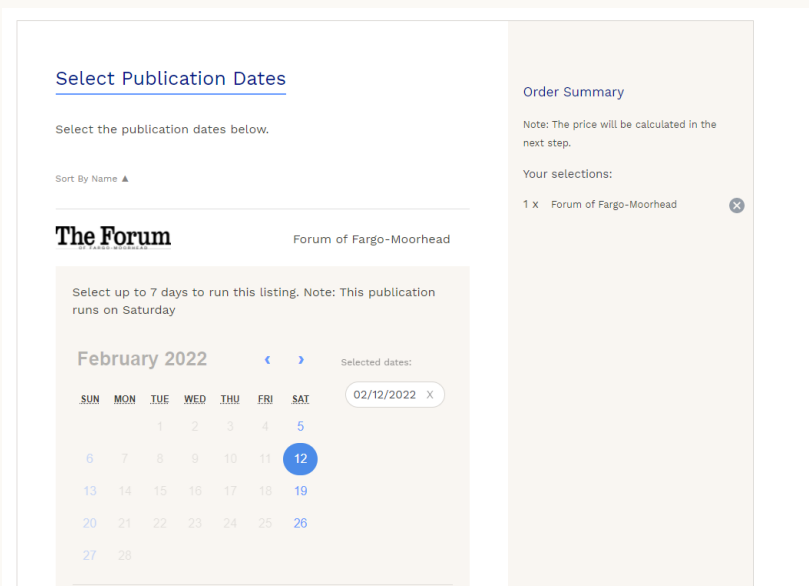 Select Publication Dates
Select the publication dates below.
Sort By Name ▲
The Forum
OF FARGO-MOORHEAD
Forum of Fargo-Moorhead
Select up to 7 days to run this listing. Note: This publication
runs on Saturday
February 2022 ‹ ›
SUN MON TUE WED THU FRI SAT
1 2 3 4 5
6 7 8 9 10 11 12
13 14 15 16 17 18 19
20 21 22 23 24 25 26
27 28
Selected dates:
02/12/2022 X
Order Summary
Note: The price will be calculated in the
next step.
Your selections:
1 x Forum of Fargo-Moorhead